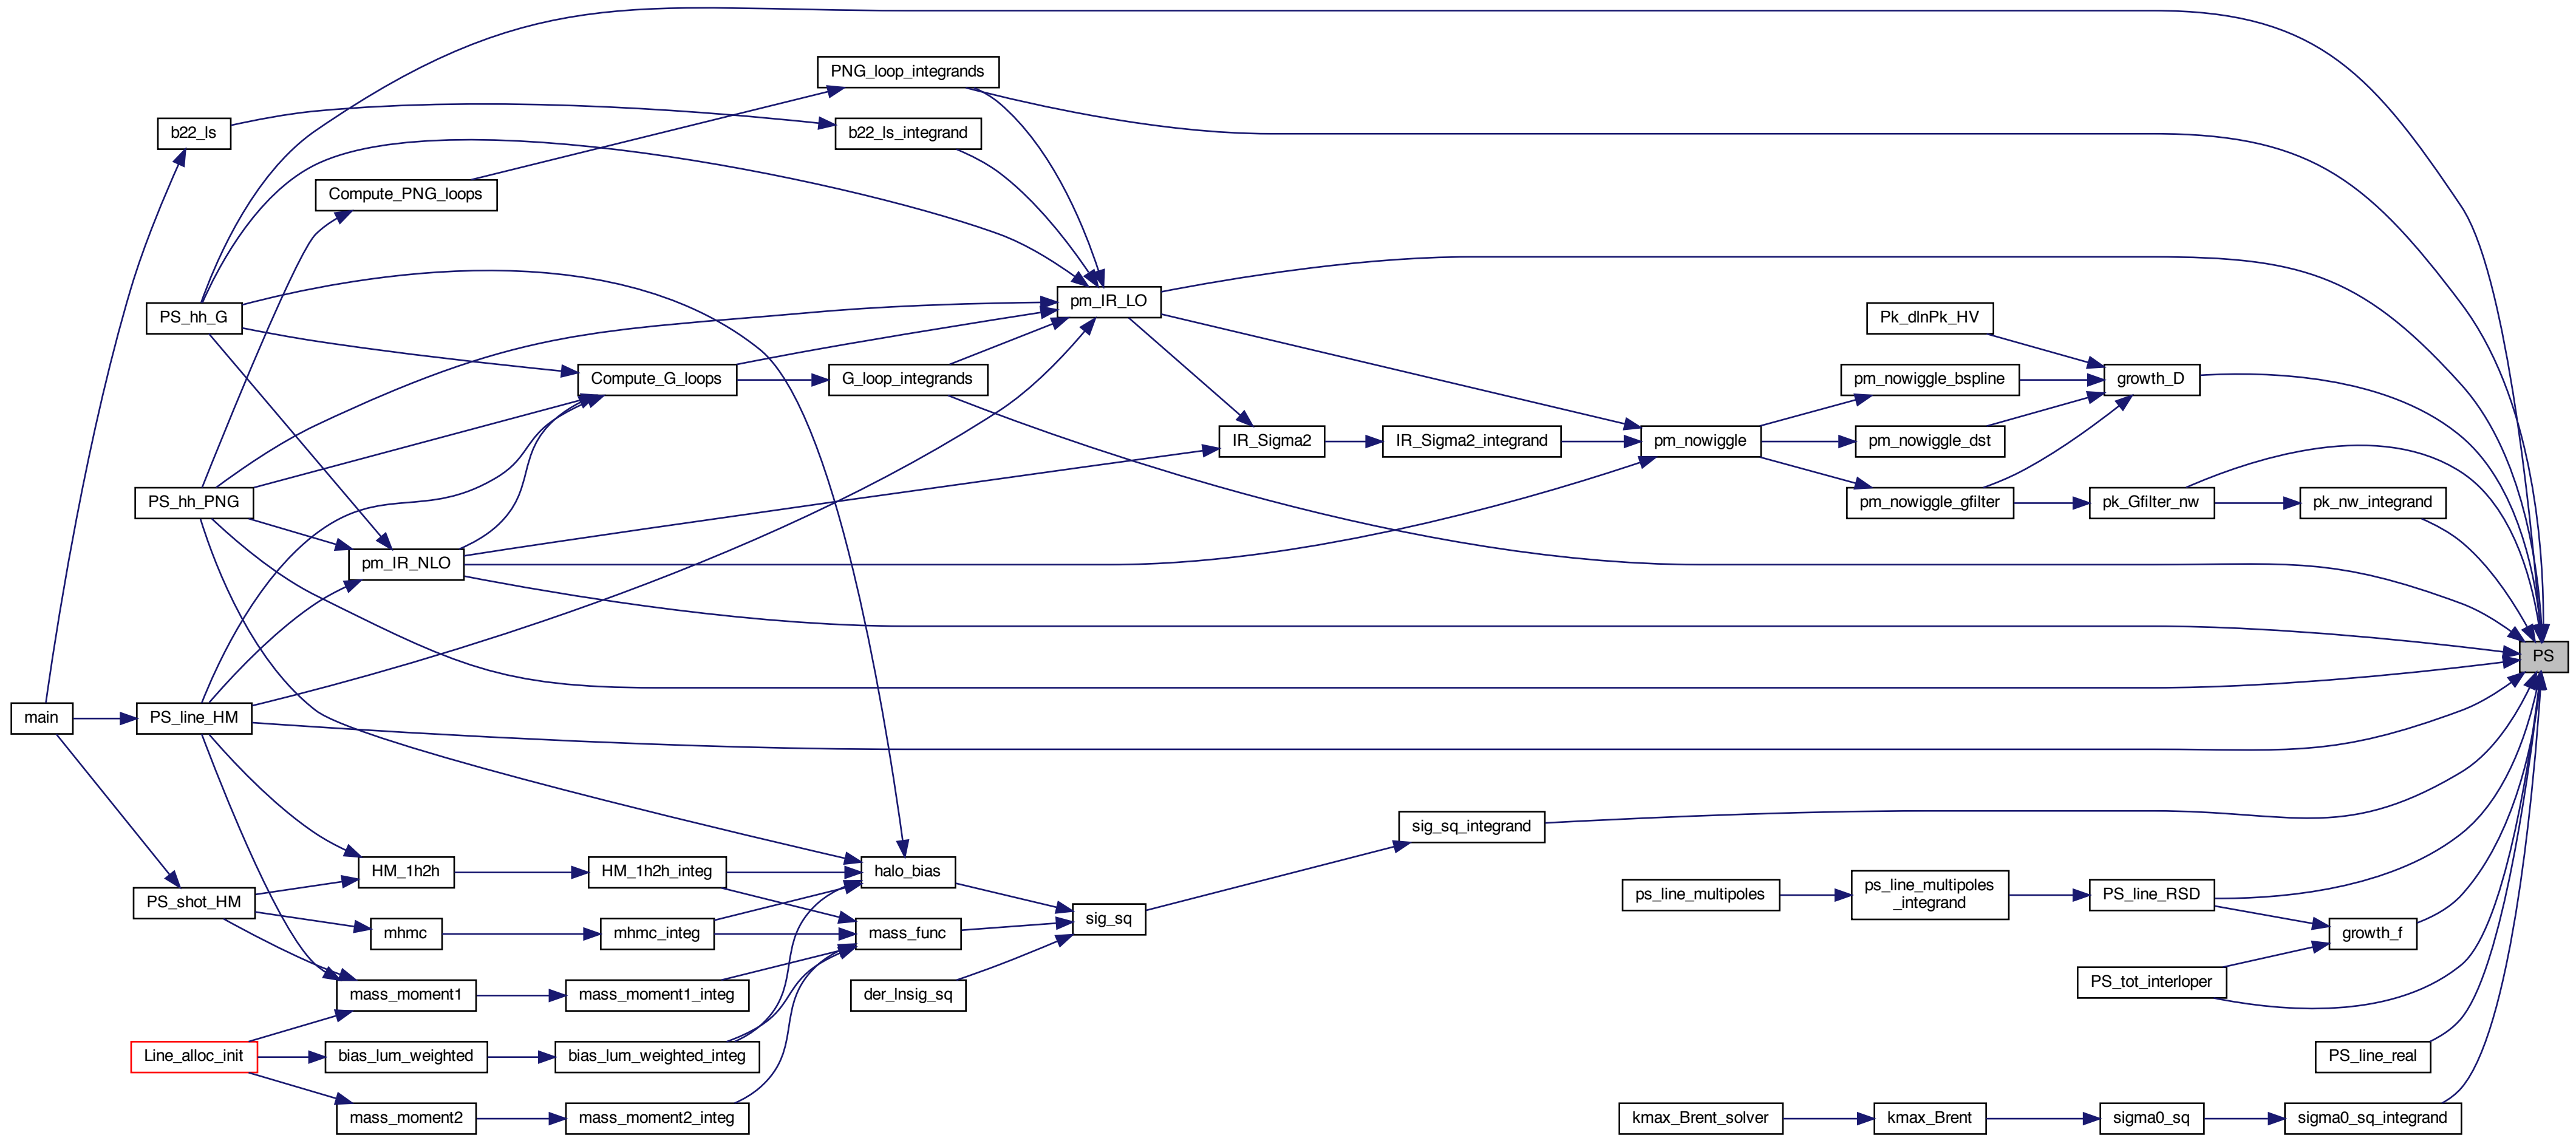 PNG_loop_integrands
b22_ls
b22_ls_integrand
Compute_PNG_loops
pm_IR_LO
PS_hh_G
Pk_dlnPk_HV
Compute_G_loops
G_loop_integrands
pm_nowiggle_bspline
growth_D
IR_Sigma2
IR_Sigma2_integrand
pm_nowiggle
pm_nowiggle_dst
PS_hh_PNG
pm_nowiggle_gfilter
pk_Gfilter_nw
pk_nw_integrand
pm_IR_NLO
PS
main
PS_line_HM
sig_sq_integrand
HM_1h2h
HM_1h2h_integ
halo_bias
ps_line_multipoles
ps_line_multipoles
_integrand
PS_line_RSD
PS_shot_HM
sig_sq
mhmc
mhmc_integ
mass_func
growth_f
PS_tot_interloper
mass_moment1
mass_moment1_integ
der_lnsig_sq
Line_alloc_init
bias_lum_weighted
bias_lum_weighted_integ
PS_line_real
mass_moment2
mass_moment2_integ
kmax_Brent_solver
kmax_Brent
sigma0_sq
sigma0_sq_integrand